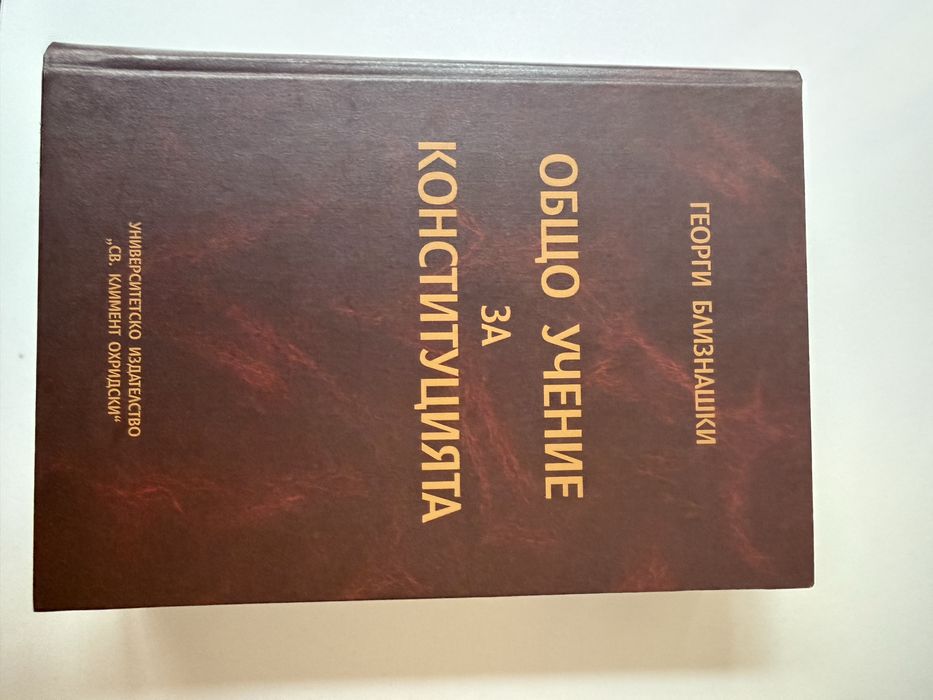 ГЕОРГИ БЛИЗНАШКИ
ОБЩО УЧЕНИЕ
ЗА
КОНСТИТУЦИЯТА
УНИВЕРСИТЕТСКО ИЗДАТЕЛСТВО
„СВ. КЛИМЕНТ ОХРИДСКИ“